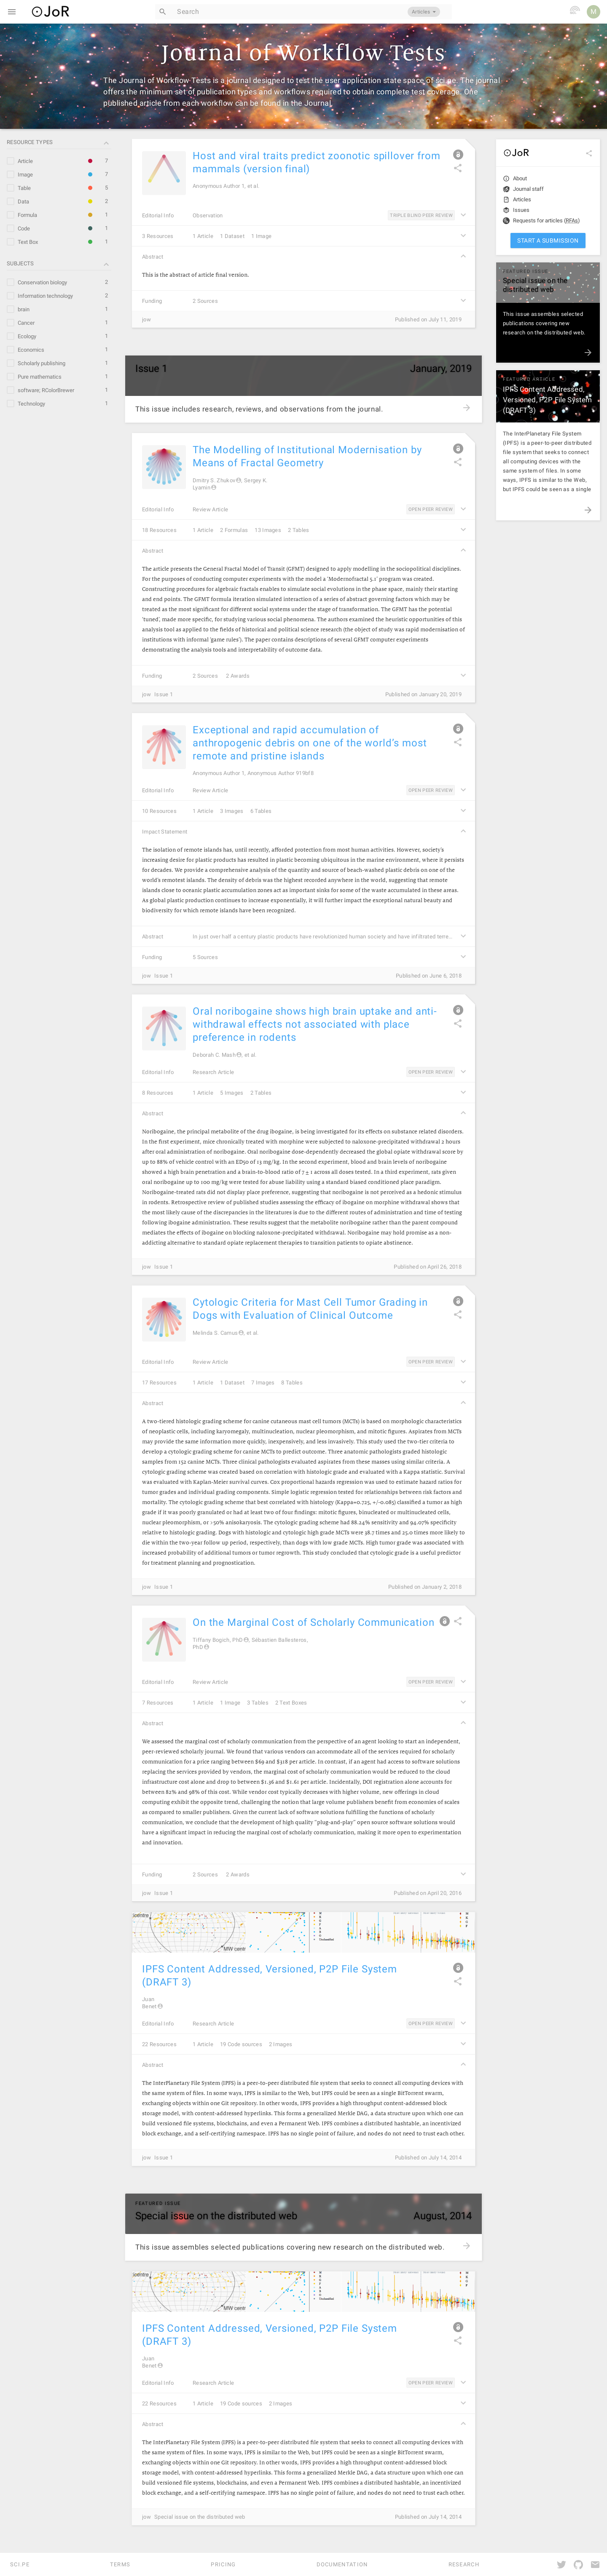 JoR
Search
Articles
M
Journal of Workflow Tests
The Journal of Workflow Tests is a journal designed to test the user application state space of sci.pe. The journal
offers the minimum set of publication types and workflows required to obtain complete test coverage. One
published article from each workflow can be found in the Journal.
RESOURCE TYPES
Article 7
Image 7
Table 5
Data 2
Formula 1
Code 1
Text Box 1
SUBJECTS
Conservation biology 2
Information technology 2
brain 1
Cancer 1
Ecology 1
Economics 1
Scholarly publishing 1
Pure mathematics 1
software; RColorBrewer 1
Technology 1
Host and viral traits predict zoonotic spillover from
mammals (version final)
Anonymous Author 1, et al.
Editorial Info Observation TRIPLE BLIND PEER REVIEW
3 Resources 1 Article 1 Dataset 1 Image
Abstract
This is the abstract of article final version.
Funding 2 Sources
jow Published on July 11, 2019
JoR
About
Journal staff
Articles
Issues
Requests for articles (RFAs)
START A SUBMISSION
FEATURED ISSUE
Special issue on the
distributed web
This issue assembles selected
publications covering new
research on the distributed web.
FEATURED ARTICLE
IPFS Content Addressed,
Versioned, P2P File System
(DRAFT 3)
The InterPlanetary File System
(IPFS) is a peer-to-peer distributed
file system that seeks to connect
all computing devices with the
same system of files. In some
ways, IPFS is similar to the Web,
but IPFS could be seen as a single
Issue 1 January, 2019
This issue includes research, reviews, and observations from the journal.
The Modelling of Institutional Modernisation by
Means of Fractal Geometry
Dmitry S. Zhukov, Sergey K.
Lyamin
Editorial Info Review Article OPEN PEER REVIEW
18 Resources 1 Article 2 Formulas 13 Images 2 Tables
Abstract
The article presents the General Fractal Model of Transit (GFMT) designed to apply modelling in the sociopolitical disciplines.
For the purposes of conducting computer experiments with the model a 'Modernofractal 5.1' program was created.
Constructing procedures for algebraic fractals enables to simulate social evolutions in the phase space, mainly their starting
and end points. The GFMT formula iteration simulated interaction of a series of abstract governing factors which may be
treated as the most significant for different social systems under the stage of transformation. The GFMT has the potential
'tuned', made more specific, for studying various social phenomena. The authors examined the heuristic opportunities of this
analysis tool as applied to the fields of historical and political science research (the object of study was rapid modernisation of
institutions with informal 'game rules'). The paper contains descriptions of several GFMT computer experiments
demonstrating the analysis tools and interpretability of outcome data.
Funding 2 Sources 2 Awards
jow Issue 1 Published on January 20, 2019
Exceptional and rapid accumulation of
anthropogenic debris on one of the world's most
remote and pristine islands
Anonymous Author 1, Anonymous Author 919bf8
Editorial Info Review Article OPEN PEER REVIEW
10 Resources 1 Article 3 Images 6 Tables
Impact Statement
The isolation of remote islands has, until recently, afforded protection from most human activities. However, society's
increasing desire for plastic products has resulted in plastic becoming ubiquitous in the marine environment, where it persists
for decades. We provide a comprehensive analysis of the quantity and source of beach-washed plastic debris on one of the
world's remotest islands. The density of debris was the highest recorded anywhere in the world, suggesting that remote
islands close to oceanic plastic accumulation zones act as important sinks for some of the waste accumulated in these areas.
As global plastic production continues to increase exponentially, it will further impact the exceptional natural beauty and
biodiversity for which remote islands have been recognized.
Abstract In just over half a century plastic products have revolutionized human society and have infiltrated terre...
Funding 5 Sources
jow Issue 1 Published on June 6, 2018
Oral noribogaine shows high brain uptake and anti-
withdrawal effects not associated with place
preference in rodents
Deborah C. Mash, et al.
Editorial Info Research Article OPEN PEER REVIEW
8 Resources 1 Article 5 Images 2 Tables
Abstract
Noribogaine, the principal metabolite of the drug ibogaine, is being investigated for its effects on substance related disorders.
In the first experiment, mice chronically treated with morphine were subjected to naloxone-precipitated withdrawal 2 hours
after oral administration of noribogaine. Oral noribogaine dose-dependently decreased the global opiate withdrawal score by
up to 88% of vehicle control with an ED50 of 13 mg/kg. In the second experiment, blood and brain levels of noribogaine
showed a high brain penetration and a brain-to-blood ratio of 7 ± 1 across all doses tested. In a third experiment, rats given
oral noribogaine up to 100 mg/kg were tested for abuse liability using a standard biased conditioned place paradigm.
Noribogaine-treated rats did not display place preference, suggesting that noribogaine is not perceived as a hedonic stimulus
in rodents. Retrospective review of published studies assessing the efficacy of ibogaine on morphine withdrawal shows that
the most likely cause of the discrepancies in the literatures is due to the different routes of administration and time of testing
following ibogaine administration. These results suggest that the metabolite noribogaine rather than the parent compound
mediates the effects of ibogaine on blocking naloxone-precipitated withdrawal. Noribogaine may hold promise as a non-
addicting alternative to standard opiate replacement therapies to transition opiate-dependent patients to opiate abstinence.
jow Issue 1 Published on April 26, 2018
Cytologic Criteria for Mast Cell Tumor Grading in
Dogs with Evaluation of Clinical Outcome
Melinda S. Camus, et al.
Editorial Info Review Article OPEN PEER REVIEW
17 Resources 1 Article 1 Dataset 7 Images 8 Tables
Abstract
A two-tiered histologic grading scheme for canine cutaneous mast cell tumors (MCTs) is based on morphologic characteristics
of neoplastic cells, including karyomegaly, multinucleation, nuclear pleomorphism, and mitotic figures. Aspirates from MCTs
may provide the same information more quickly, inexpensively, and less invasively. This study used these criteria to
develop a cytologic grading scheme for canine MCTs to predict outcome. Three anatomic pathologists graded histologic
samples from 152 canine MCTs. Three clinical pathologists evaluated aspirates from these masses using similar criteria. A
cytologic grading scheme was created based on correlation with histologic grade and evaluated with a Kappa statistic. Survival
was evaluated with Kaplan-Meier survival curves. Cox proportional hazards regression was used to estimate hazard ratios for
tumor grades and individual grading components. Simple logistic regression tested for relationships between risk factors and
mortality. The cytologic grading scheme that best correlated with histology (Kappa=0.725, +/-0.085) classified a tumor as high
grade if it was poorly granulated or had at least two of four findings: mitotic figures, binucleated or multinucleated cells,
nuclear pleomorphism, or >50% anisokaryosis. The cytologic grading scheme had 88.24% sensitivity and 94.07% specificity
relative to histologic grading. Dogs with histologic and cytologic high grade MCTs were 38.7 times and 25.0 times more likely to
die within the two-year follow up period, respectively, than dogs with low grade MCTs. High tumor grade was associated with
increased probability of additional tumors or tumor regrowth. This study concluded that cytologic grade is a useful predictor
for treatment planning and prognostication.
jow Issue 1 Published on January 2, 2018
On the Marginal Cost of Scholarly Communication
Tiffany Bogich, PhD, Sébastien Ballesteros,
PhD
Editorial Info Review Article OPEN PEER REVIEW
7 Resources 1 Article 1 Image 3 Tables 2 Text Boxes
Abstract
We assessed the marginal cost of scholarly communication from the perspective of an agent looking to start an independent,
peer-reviewed scholarly journal. We found that various vendors can accommodate all of the services required for scholarly
communication for a price ranging between $69 and $318 per article. In contrast, if an agent had access to software solutions
replacing the services provided by vendors, the marginal cost of scholarly communication would be reduced to the cloud
infrastructure cost alone and drop to between $1.36 and $1.61 per article. Incidentally, DOI registration alone accounts for
between 82% and 98% of this cost. While vendor cost typically decreases with higher volume, new offerings in cloud
computing exhibit the opposite trend, challenging the notion that large volume publishers benefit from economies of scales
as compared to smaller publishers. Given the current lack of software solutions fulfilling the functions of scholarly
communication, we conclude that the development of high quality "plug-and-play" open source software solutions would
have a significant impact in reducing the marginal cost of scholarly communication, making it more open to experimentation
and innovation.
Funding 2 Sources 2 Awards
jow Issue 1 Published on April 20, 2016
IPFS Content Addressed, Versioned, P2P File System
(DRAFT 3)
Juan
Benet
Editorial Info Research Article OPEN PEER REVIEW
22 Resources 1 Article 19 Code sources 2 Images
Abstract
The InterPlanetary File System (IPFS) is a peer-to-peer distributed file system that seeks to connect all computing devices with
the same system of files. In some ways, IPFS is similar to the Web, but IPFS could be seen as a single BitTorrent swarm,
exchanging objects within one Git repository. In other words, IPFS provides a high throughput content-addressed block
storage model, with content-addressed hyperlinks. This forms a generalized Merkle DAG, a data structure upon which one can
build versioned file systems, blockchains, and even a Permanent Web. IPFS combines a distributed hashtable, an incentivized
block exchange, and a self-certifying namespace. IPFS has no single point of failure, and nodes do not need to trust each other.
jow Issue 1 Published on July 14, 2014
FEATURED ISSUE
Special issue on the distributed web August, 2014
This issue assembles selected publications covering new research on the distributed web.
IPFS Content Addressed, Versioned, P2P File System
(DRAFT 3)
Juan
Benet
Editorial Info Research Article OPEN PEER REVIEW
22 Resources 1 Article 19 Code sources 2 Images
Abstract
The InterPlanetary File System (IPFS) is a peer-to-peer distributed file system that seeks to connect all computing devices with
the same system of files. In some ways, IPFS is similar to the Web, but IPFS could be seen as a single BitTorrent swarm,
exchanging objects within one Git repository. In other words, IPFS provides a high throughput content-addressed block
storage model, with content-addressed hyperlinks. This forms a generalized Merkle DAG, a data structure upon which one can
build versioned file systems, blockchains, and even a Permanent Web. IPFS combines a distributed hashtable, an incentivized
block exchange, and a self-certifying namespace. IPFS has no single point of failure, and nodes do not need to trust each other.
jow Special issue on the distributed web Published on July 14, 2014
SCI.PE TERMS PRICING DOCUMENTATION RESEARCH